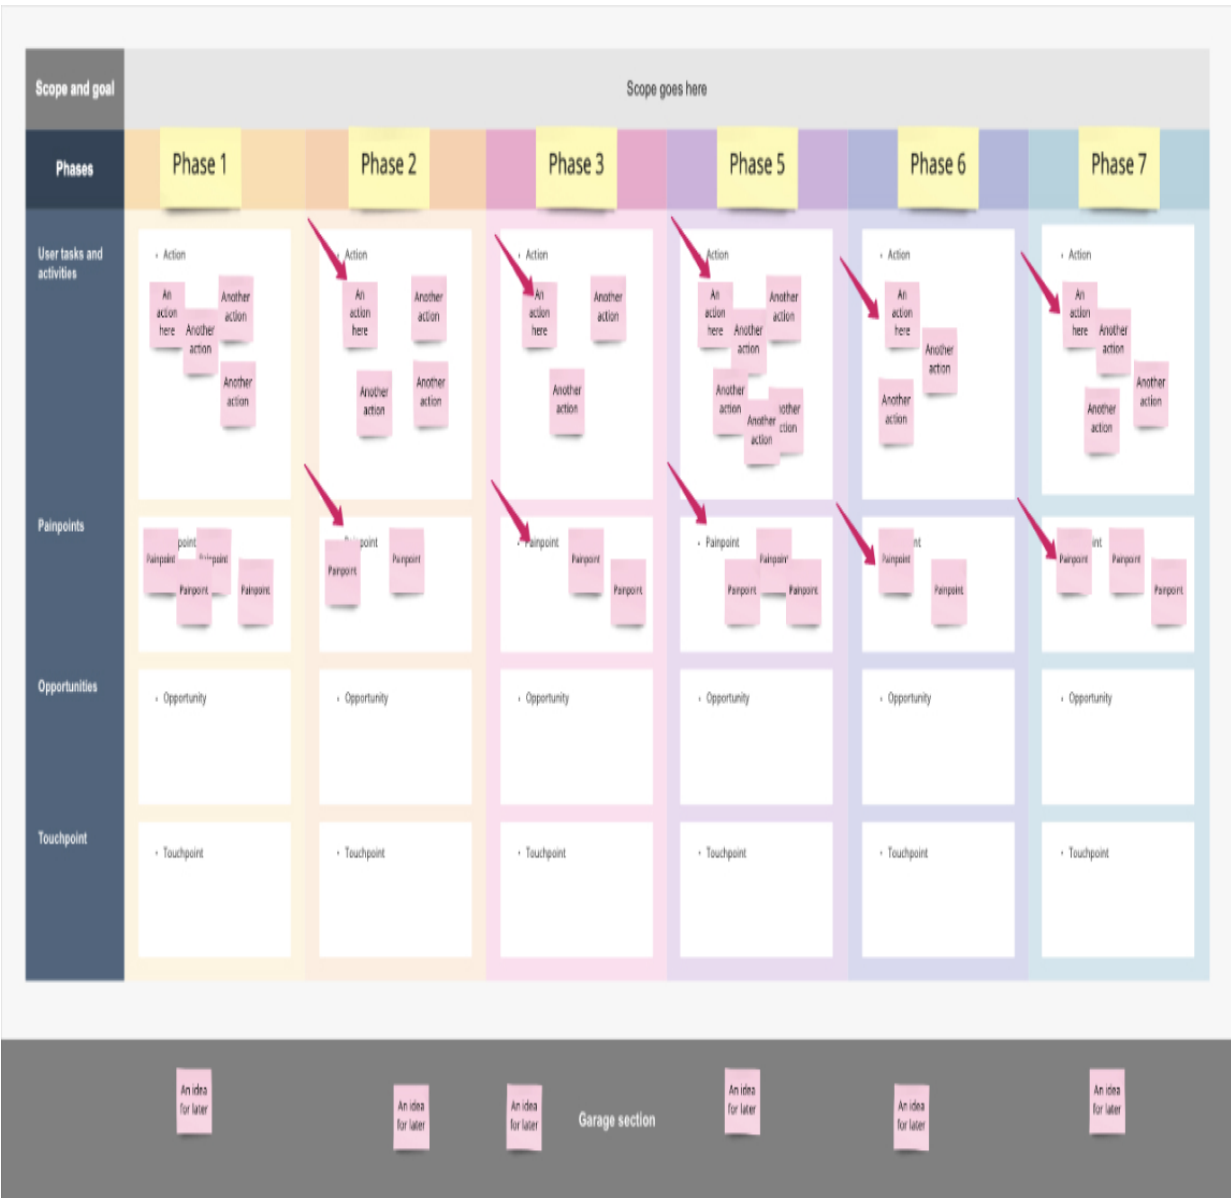 Scope and goal
Scope goes here
Phases
Phase 1
Phase 2
Phase 3
Phase 5
Phase 6
Phase 7
User tasks and
activities
• Action
An
action
here
Another
action
Another
action
Another
action
• Action
An
action
here
Another
action
Another
action
Another
action
• Action
An
action
here
Another
action
Another
action
Action
An
action
here
Another
action
Another
action
Another
action
Another
action
other
ction
• Action
An
action
here
Another
action
Another
action
• Action
An
action
here
Another
action
Another
action
Another
action
Painpoints
point
Painpoint
Painpoint
Painpoint
Painpoint
point
Painpoint
Painpoint
• Painpoint
Painpoint
Painpoint
• Painpoint
Painpoint
Painpoint
Painpoint
nt
Painpoint
Painpoint
int
Painpoint
Painpoint
Painpoint
Opportunities
• Opportunity
• Opportunity
• Opportunity
• Opportunity
• Opportunity
• Opportunity
Touchpoint
• Touchpoint
• Touchpoint
• Touchpoint
• Touchpoint
• Touchpoint
• Touchpoint
An idea
for later
An idea
for later
An idea
for later
Garage section
An idea
for later
An idea
for later
An idea
for later